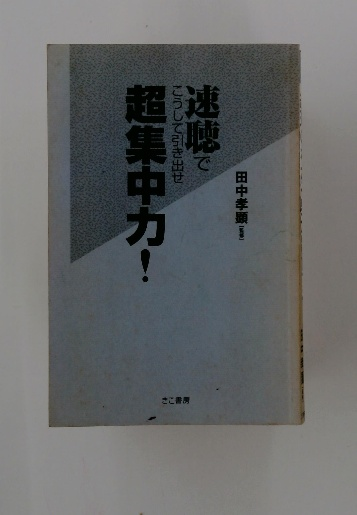 速聴で
こうして引き出せ
超集中力!
田中孝顕
きこ書房